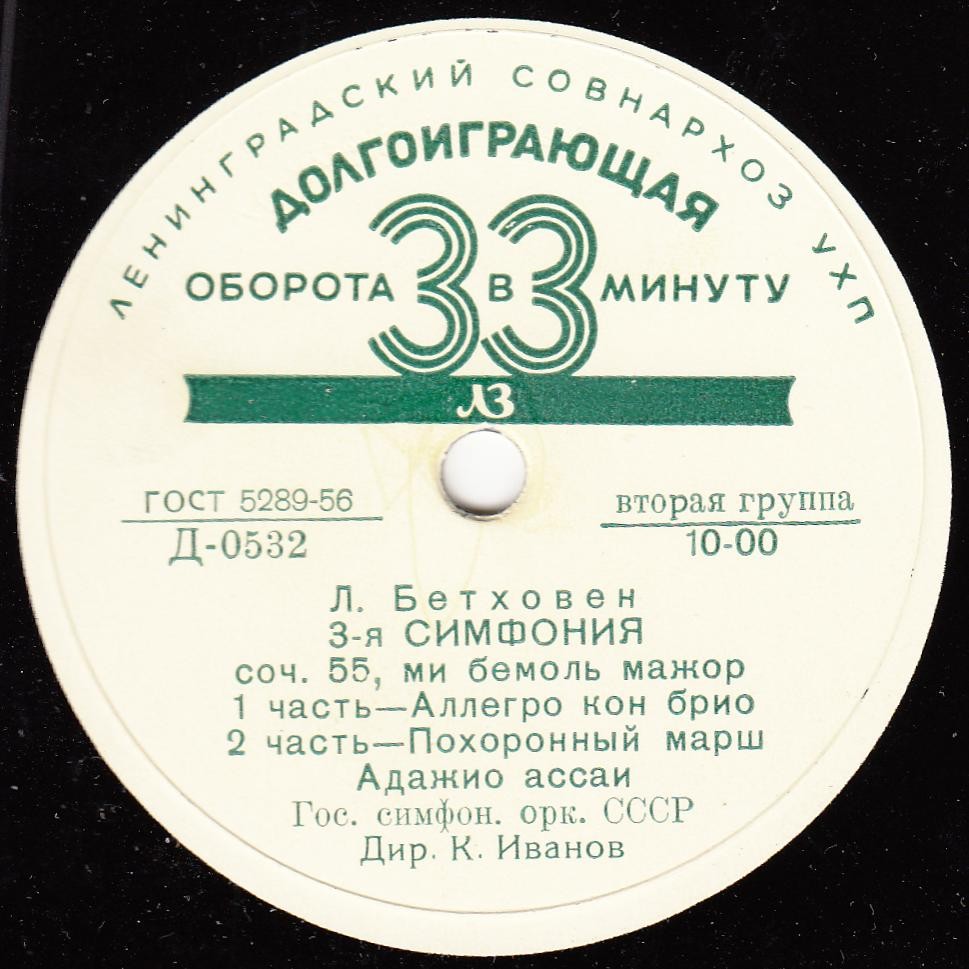 ЛЕНИНГРАДСКИЙ СОВНАРХОЗ УХП
ДОЛГОИГРАЮЩАЯ
ОБОРОТА 33 В МИНУТУ
ЛЗ
ГОСТ 5289-56
Д-0532
вторая группа
10-00
Л. Бетховен
3-я СИМФОНИЯ
соч. 55, ми бемоль мажор
1 часть—Аллегро кон брио
2 часть—Похоронный марш
Адажио ассаи
Гос. симфон. орк. СССР
Дир. К. Иванов